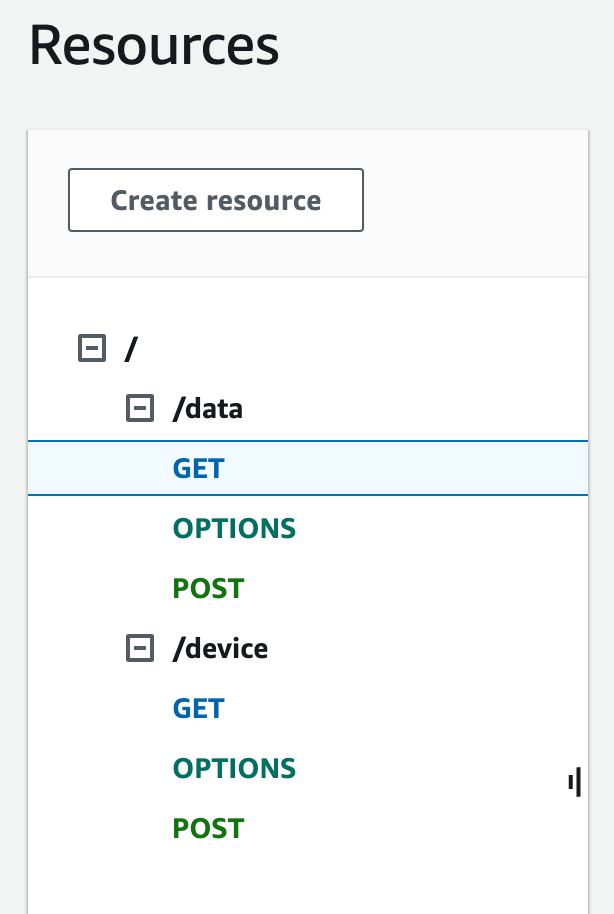 Resources
Create resource
/
/data
GET
OPTIONS
POST
/device
GET
OPTIONS
POST